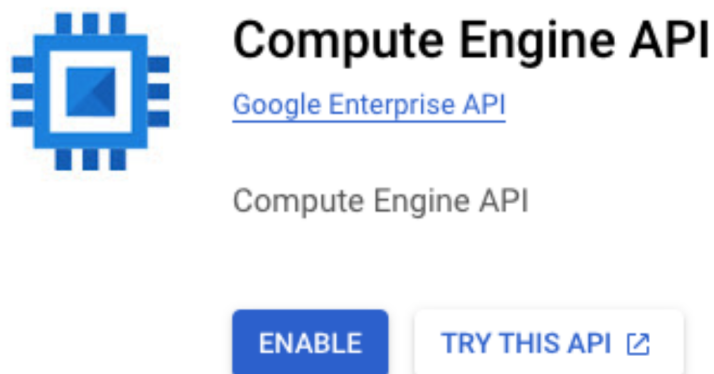 Compute Engine API
Google Enterprise API
Compute Engine API
ENABLE
TRY THIS API